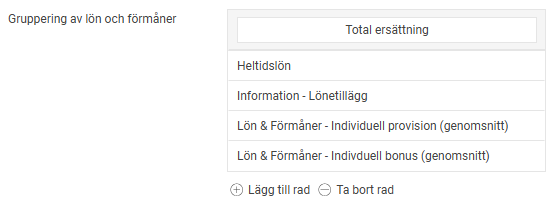 Gruppering av lön och förmåner
Total ersättning
Heltidslön
Information - Lönetillägg
Lön & Förmåner - Individuell provision (genomsnitt)
Lön & Förmåner - Indivduell bonus (genomsnitt)
Lägg till rad
Ta bort rad